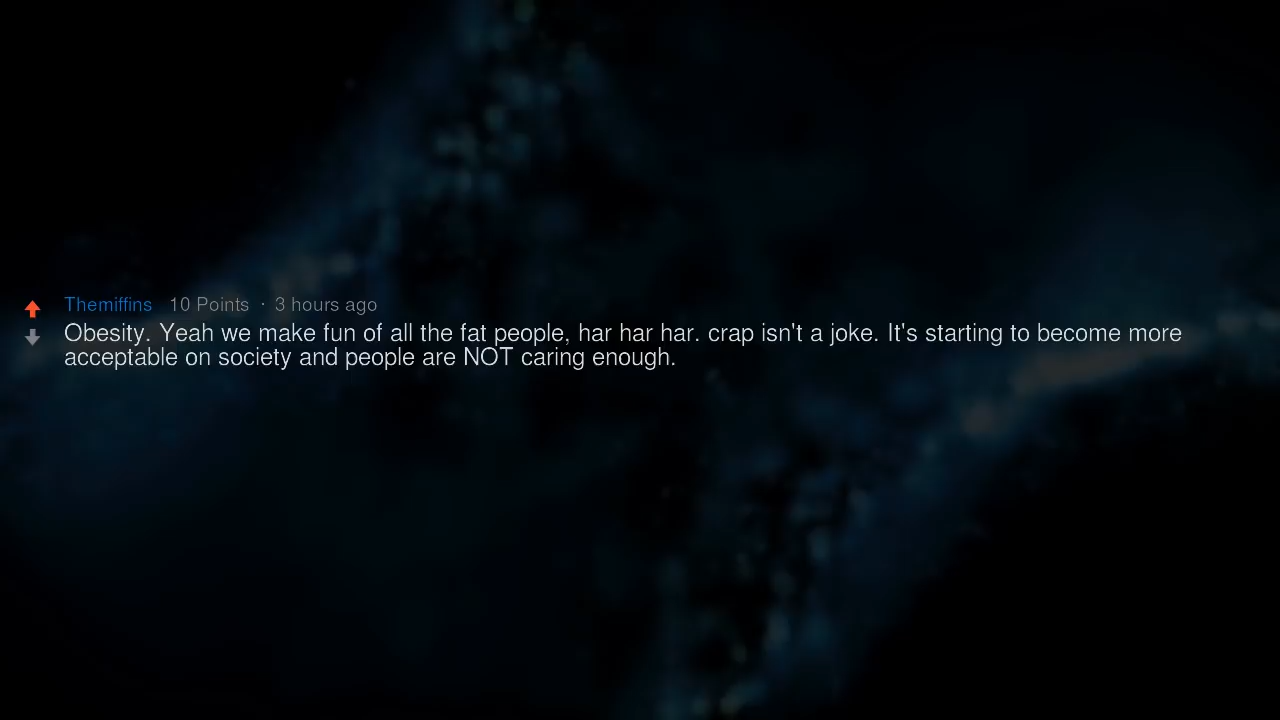 Themiffins 10 Points · 3 hours ago
Obesity. Yeah we make fun of all the fat people, har har har. crap isn't a joke. It's starting to become more
acceptable on society and people are NOT caring enough.